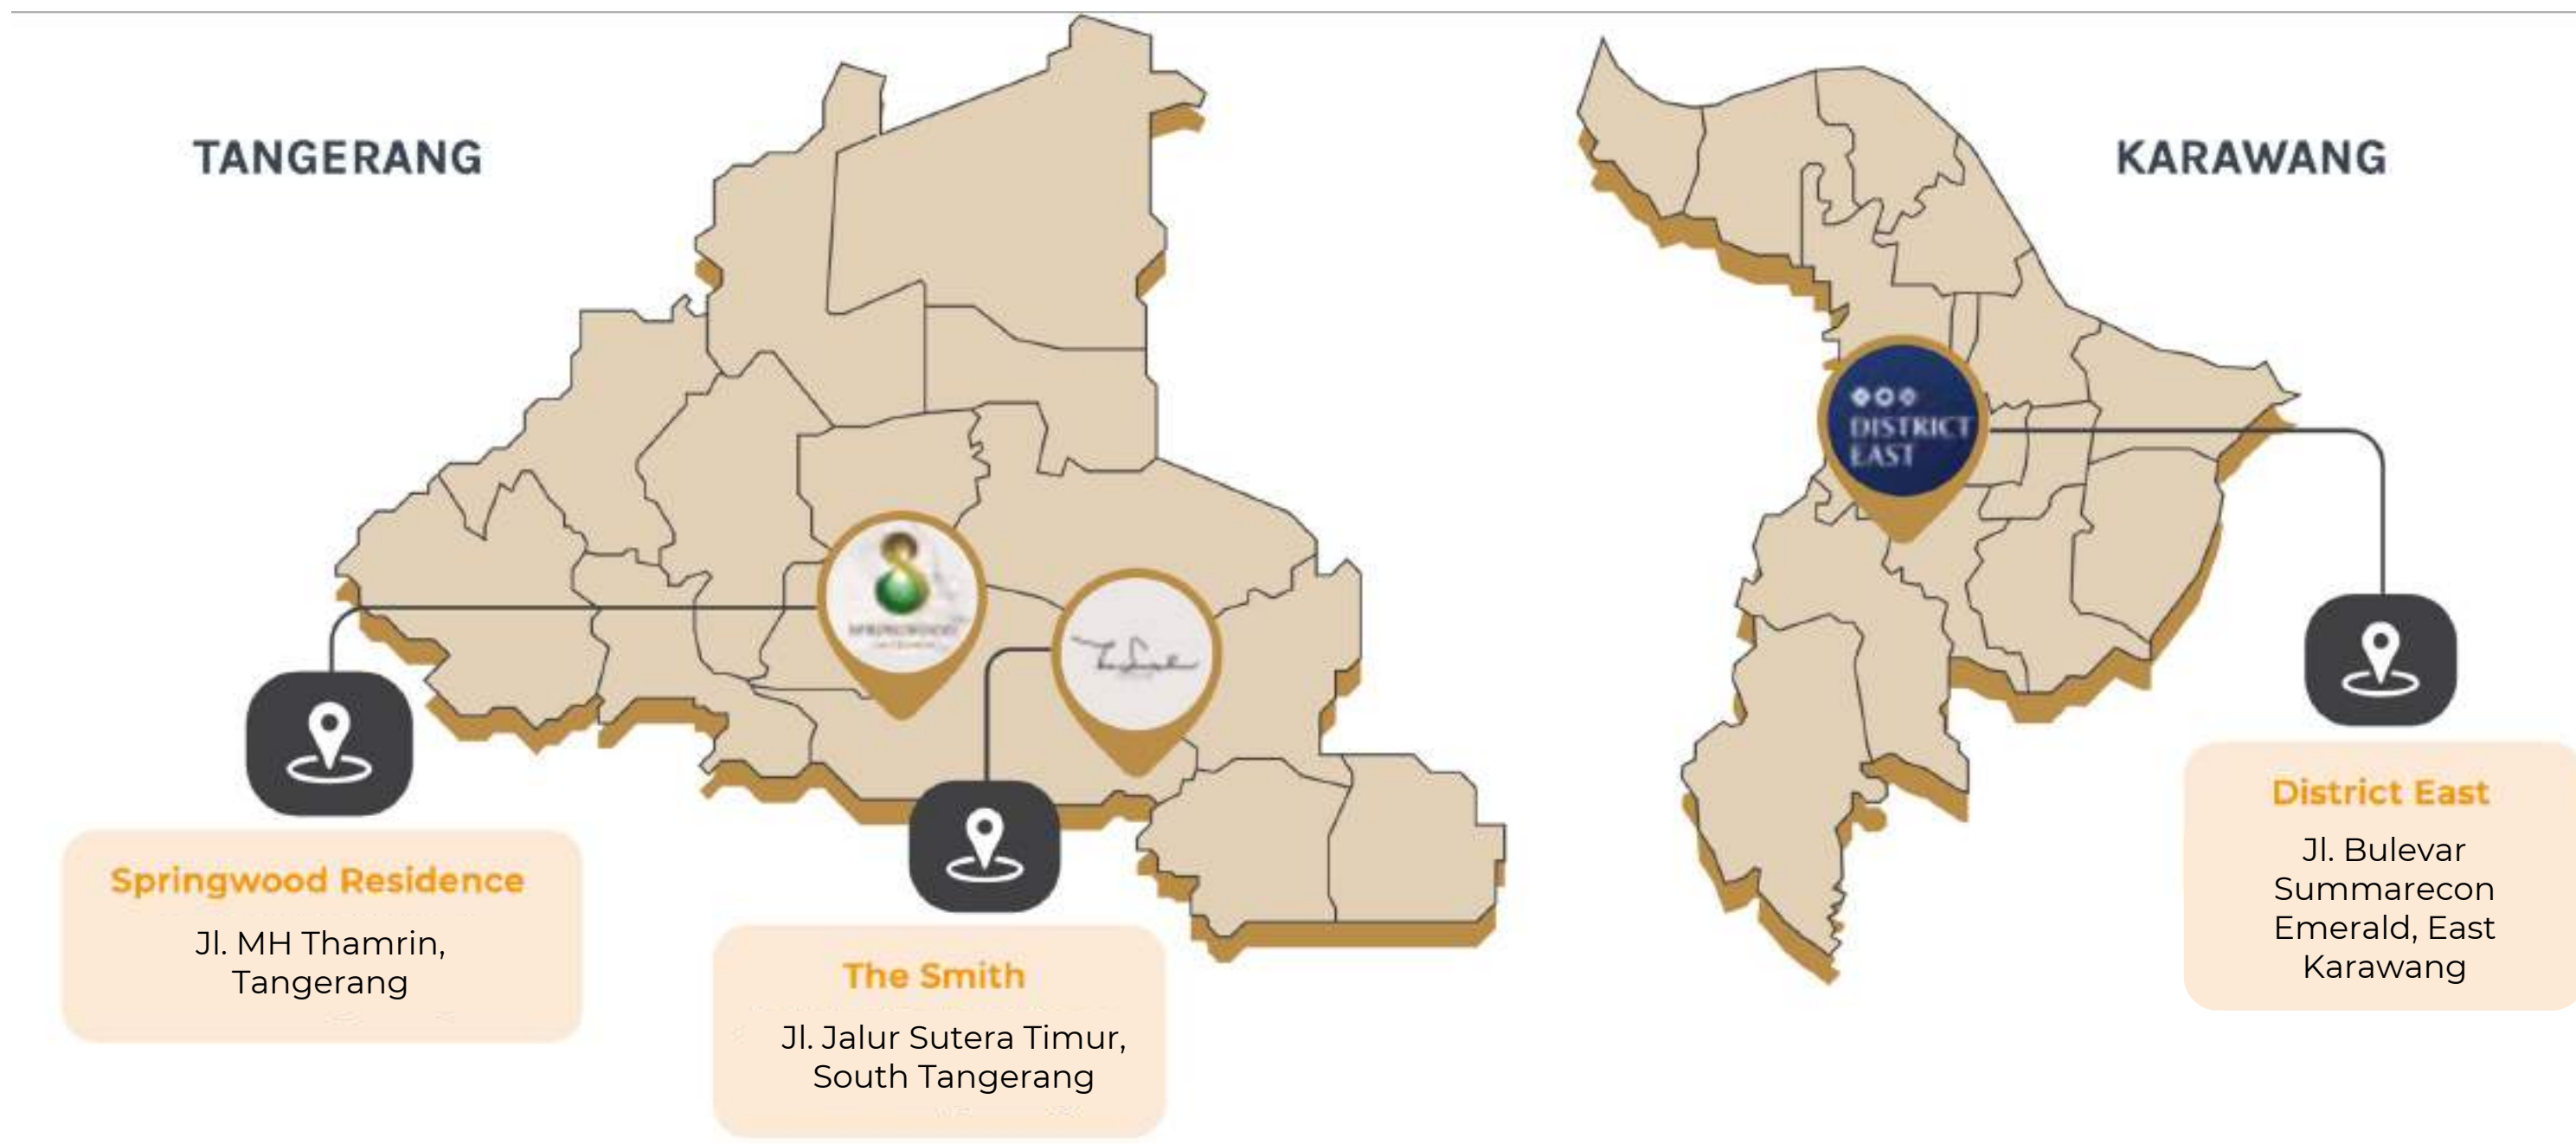 TANGERANG
KARAWANG
DISTRICT
EAST
SPRINGWOOD
Springwood Residence
Jl. MH Thamrin,
Tangerang
The Smith
Jl. Jalur Sutera Timur,
South Tangerang
District East
Jl. Bulevar
Summarecon
Emerald, East
Karawang